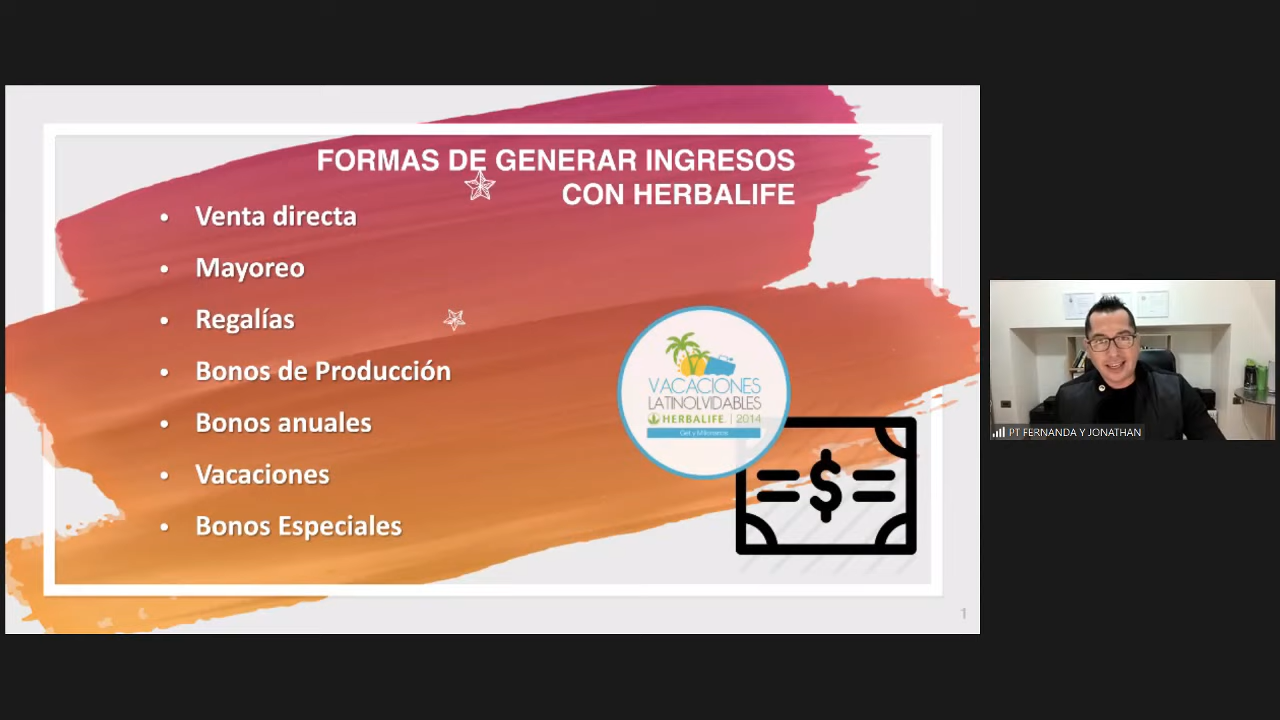 FORMAS DE GENERAR INGRESOS
CON HERBALIFE
• Venta directa
• Mayoreo
• Regalías
• Bonos de Producción
• Bonos anuales
• Vacaciones
• Bonos Especiales
VACACIONES
LATINOLVIDABLES
HERBALIFE. | 2014
$
1
PT FERNANDA Y JONATHAN